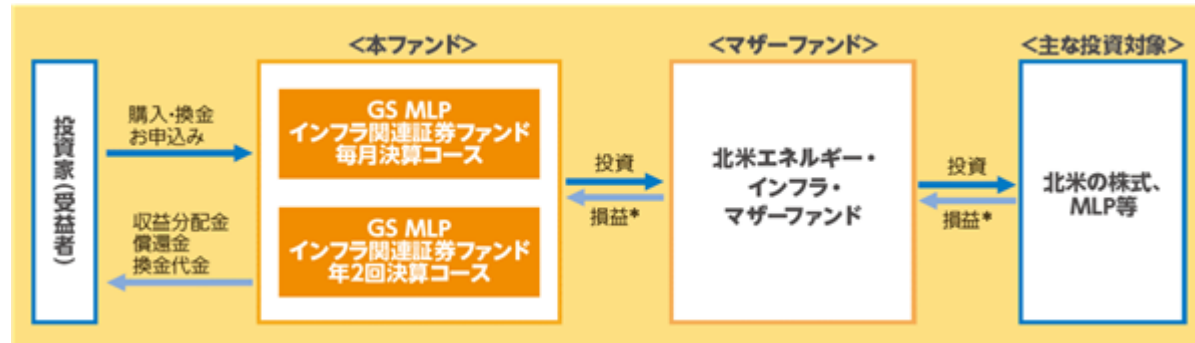 <本ファンド>
<マザーファンド>
<主な投資対象>
投資家(受益者)
購入・換金
お申込み
収益分配金
償還金
換金代金
GS MLP
インフラ関連証券ファンド
毎月決算コース
GS MLP
インフラ関連証券ファンド
年2回決算コース
投資
損益*
北米エネルギー・
インフラ・
マザーファンド
投資
損益*
北米の株式、
MLP等